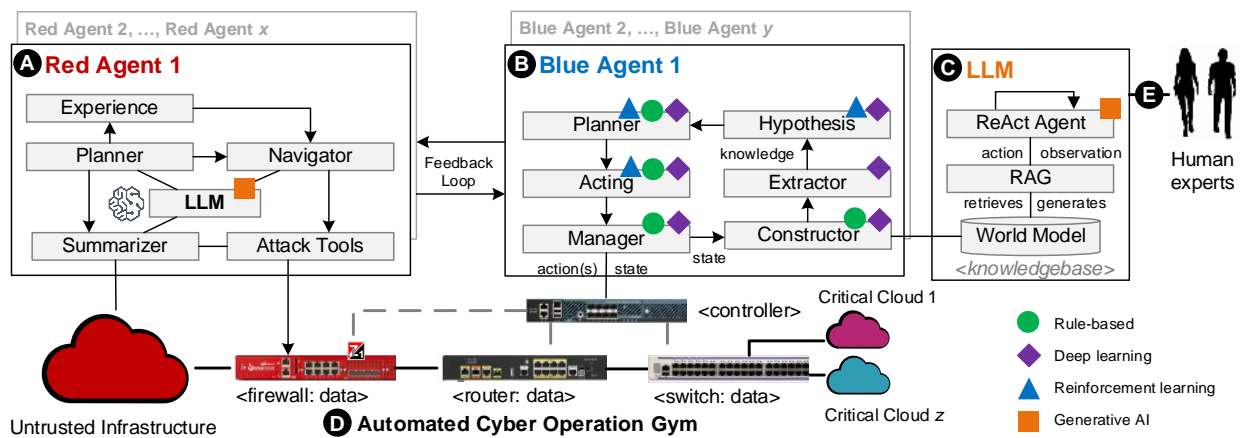 Red Agent 2, ..., Red Agent x
Blue Agent 2, ..., Blue Agent y
A Red Agent 1
Experience
Planner
Navigator
LLM
Summarizer
Attack Tools
Feedback
Loop
B Blue Agent 1
Planner
Hypothesis
knowledge
Acting
Extractor
Manager
state
Constructor
action(s)
state
C LLM
ReAct Agent
action
observation
RAG
retrieves
generates
World Model
<knowledgebase>
E
Human
experts
<controller>
Critical Cloud 1
<firewall: data>
<router: data>
<switch: data>
Critical Cloud z
Untrusted Infrastructure
D Automated Cyber Operation Gym
Rule-based
Deep learning
Reinforcement learning
Generative AI